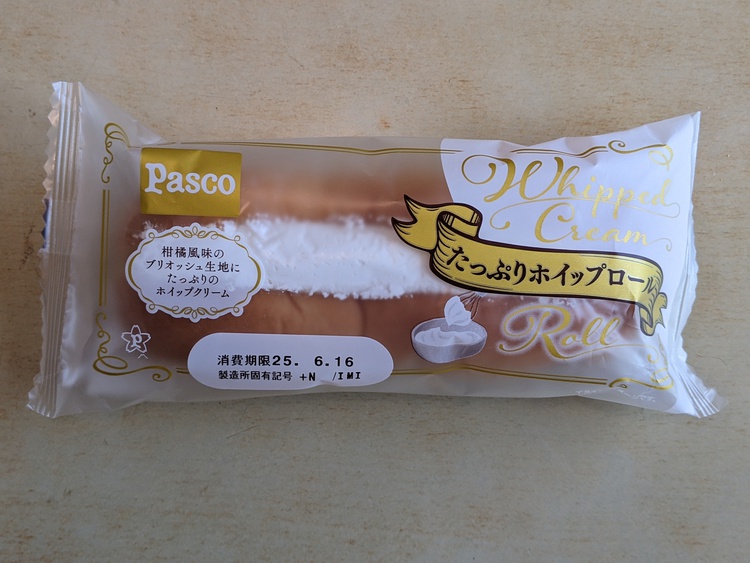 Pasco
Whipped
Cream
たっぷりホイップロール
Roll
柑橘風味の
ブリオッシュ生地に
たっぷりの
ホイップクリーム
消費期限25. 6.16
製造所固有記号 +N /IMI